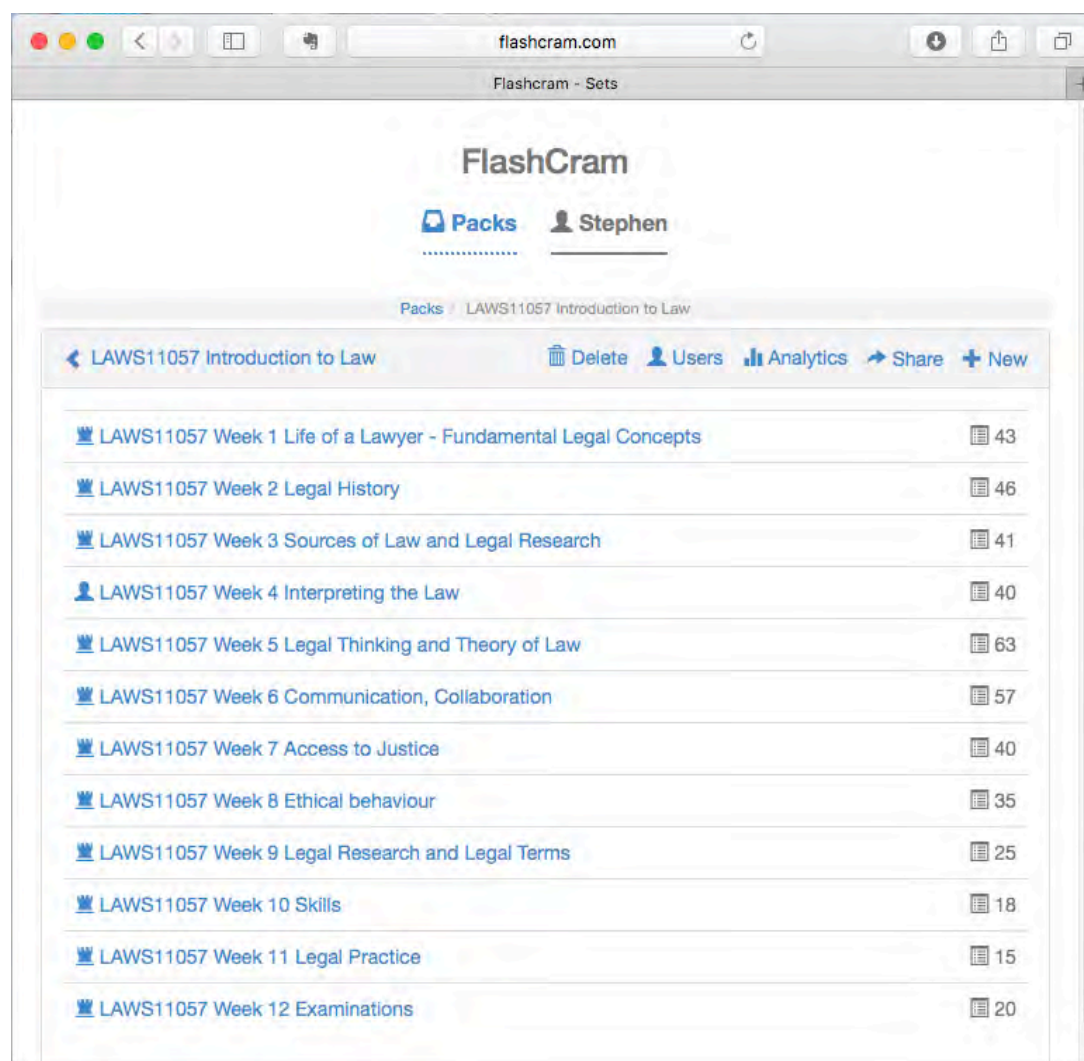 flashcram.com
Flashcram - Sets
FlashCram
Packs Stephen
Packs / LAWS11057 Introduction to Law
LAWS11057 Introduction to Law Delete Users Analytics Share New
LAWS11057 Week 1 Life of a Lawyer - Fundamental Legal Concepts 43
LAWS11057 Week 2 Legal History 46
LAWS11057 Week 3 Sources of Law and Legal Research 41
LAWS11057 Week 4 Interpreting the Law 40
LAWS11057 Week 5 Legal Thinking and Theory of Law 63
LAWS11057 Week 6 Communication, Collaboration 57
LAWS11057 Week 7 Access to Justice 40
LAWS11057 Week 8 Ethical behaviour 35
LAWS11057 Week 9 Legal Research and Legal Terms 25
LAWS11057 Week 10 Skills 18
LAWS11057 Week 11 Legal Practice 15
LAWS11057 Week 12 Examinations 20